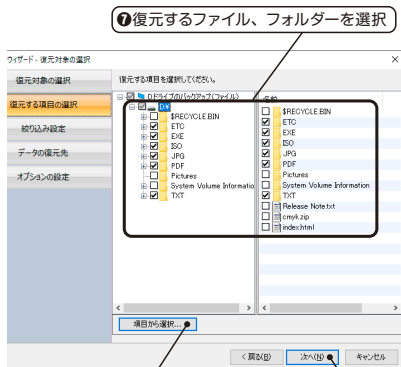 ❼復元するファイル、フォルダーを選択
ウィザード - 復元対象の選択
復元対象の選択
復元する項目を選択してください。
復元する項目の選択
絞り込み設定
データの復元先
オプションの設定
Dドライブのバックアップ(ファイル)
D:¥
$RECYCLE.BIN
ETC
EXE
ISO
JPG
PDF
Pictures
System Volume Informatio
TXT
名前
$RECYCLE.BIN
ETC
EXE
ISO
JPG
PDF
Pictures
System Volume Information
TXT
Release Note.txt
cmyk.zip
index.html
項目から選択...
< 戻る(B)
次へ(N)
キャンセル